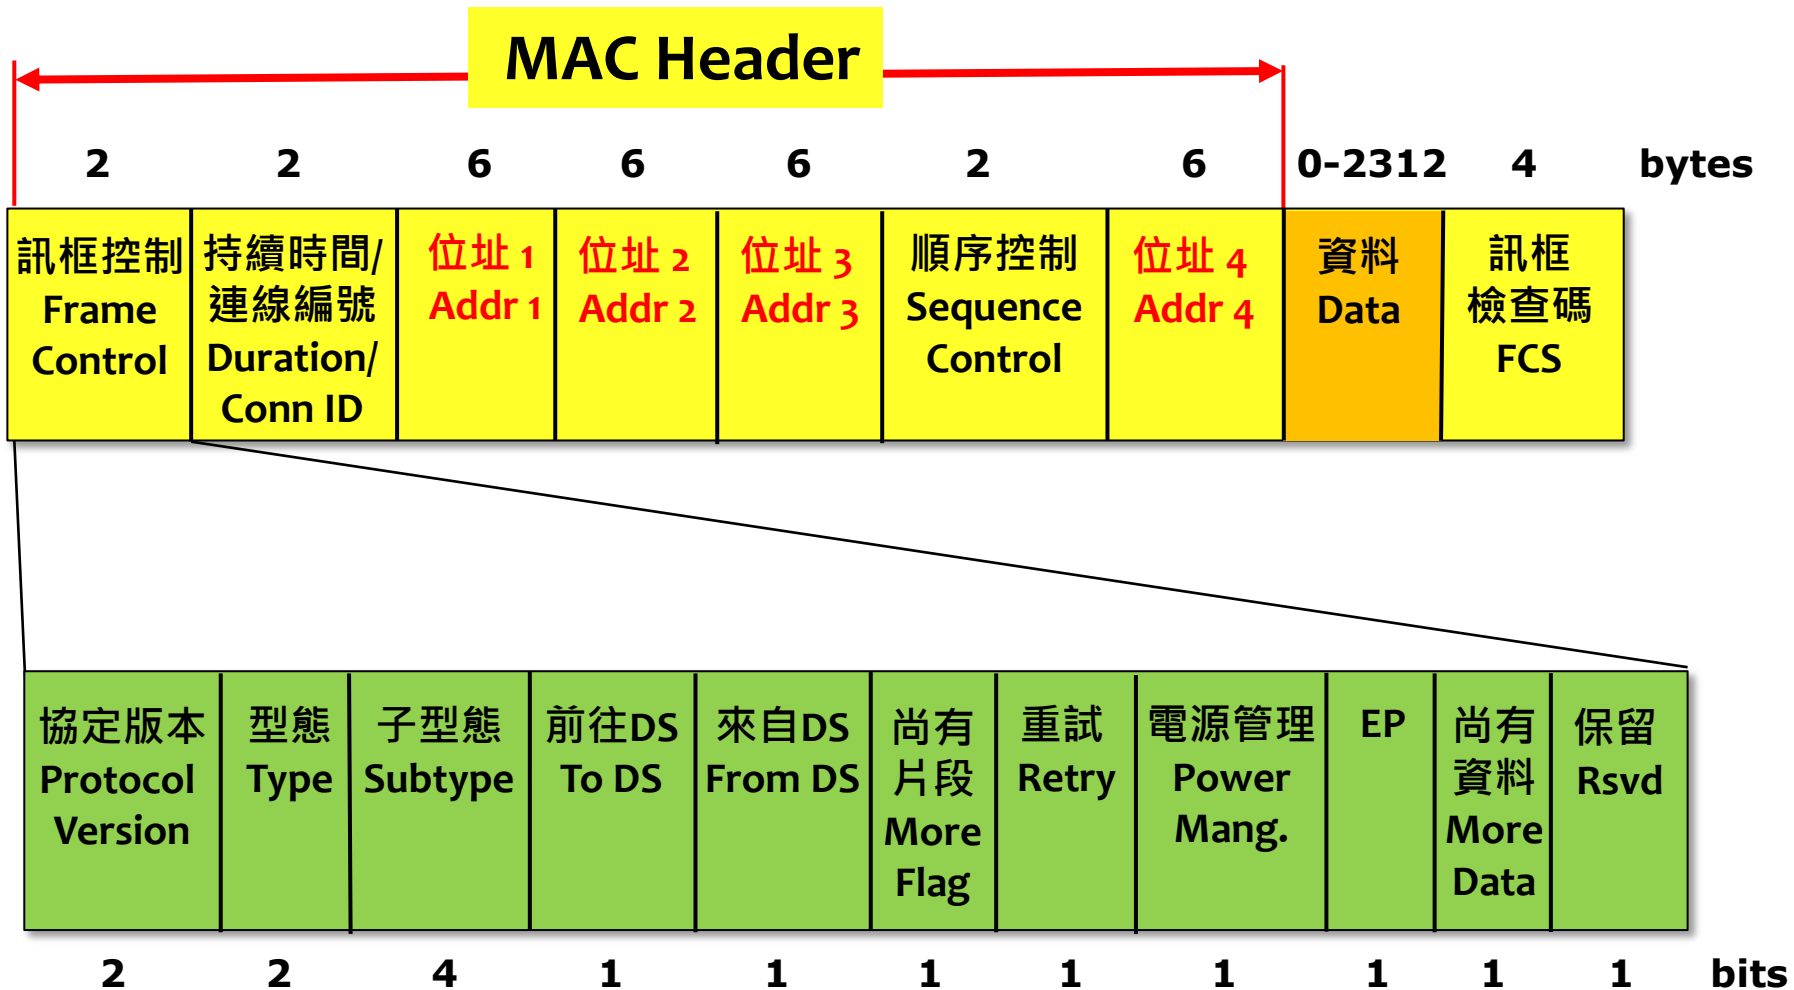 MAC Header
2 2 6 6 6 2 6 0-2312 4 bytes
訊框控制
Frame
Control
持續時間/
連線編號
Duration/
Conn ID
位址 1
Addr 1
位址 2
Addr 2
位址 3
Addr 3
順序控制
Sequence
Control
位址 4
Addr 4
資料
Data
訊框
檢查碼
FCS
協定版本
Protocol
Version
型態
Type
子型態
Subtype
前往DS
To DS
來自DS
From DS
尚有
片段
More
Flag
重試
Retry
電源管理
Power
Mang.
EP
尚有
資料
More
Data
保留
Rsvd
2 2 4 1 1 1 1 1 1 1 1 bits